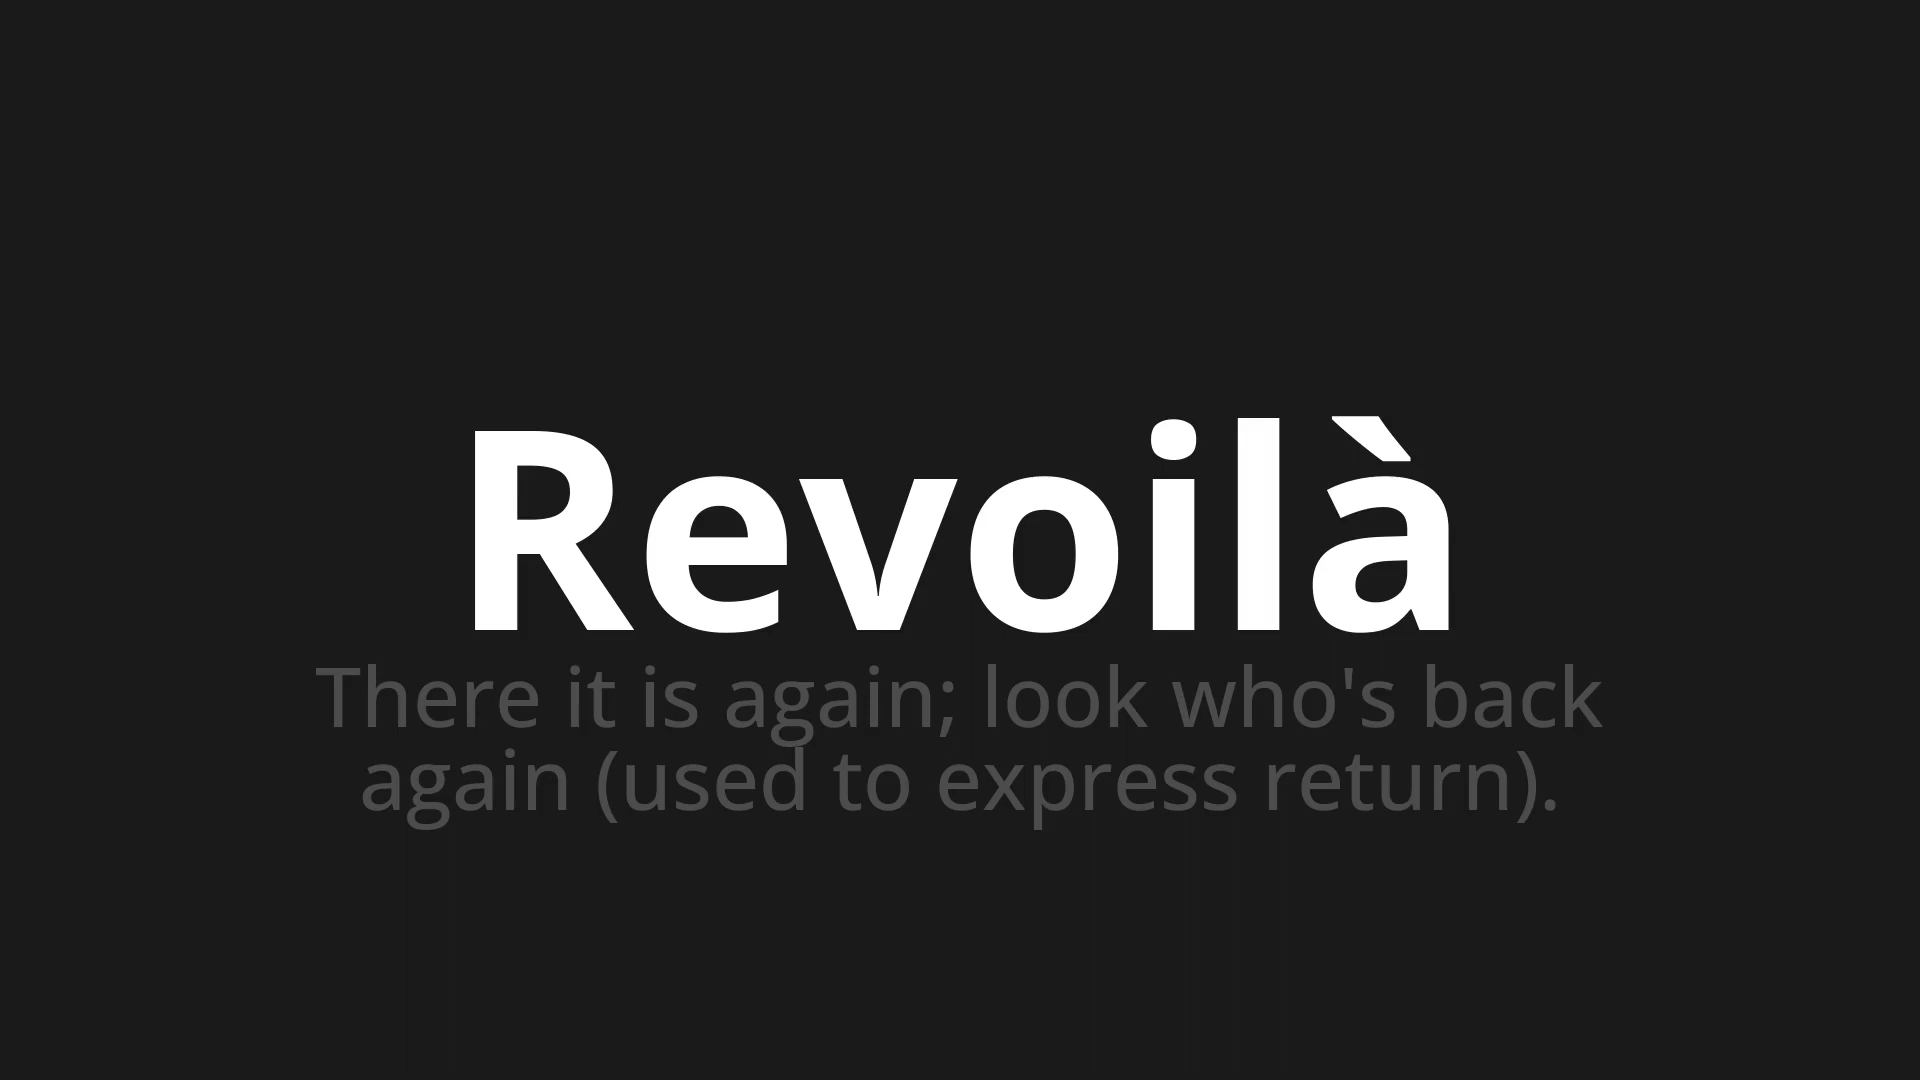 Revoilà
There it is again; look who's back
again (used to express return).